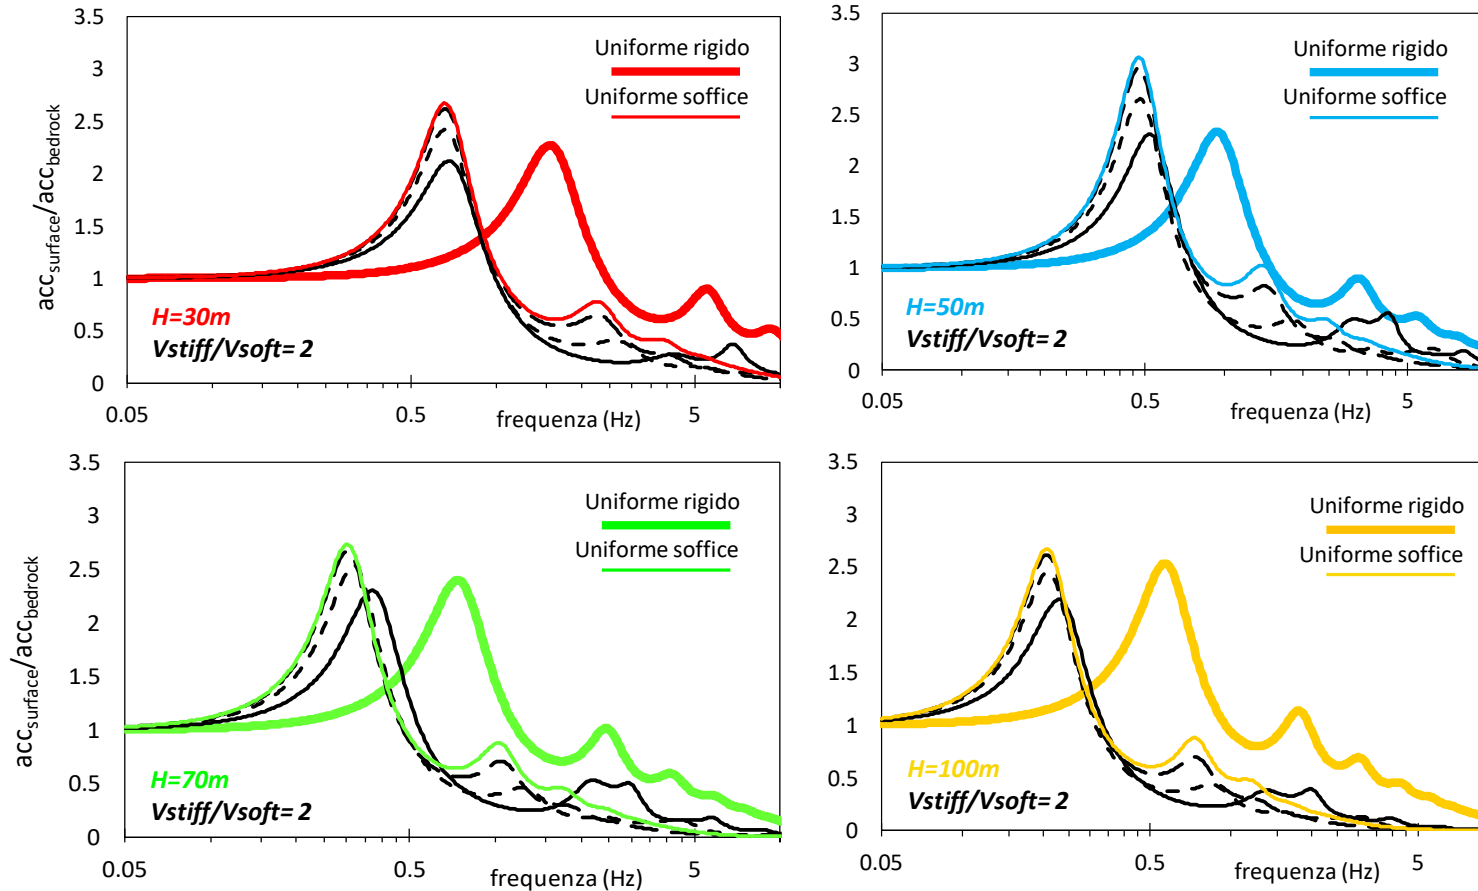 3.5
3
2.5
2
1.5
1
0.5
0
acc_surface/acc_bedrock
Uniforme rigido
Uniforme soffice
H=30m
Vstiff/Vsoft= 2
0.05
0.5
5
frequenza (Hz)
3.5
3
2.5
2
1.5
1
0.5
0
Uniforme rigido
Uniforme soffice
H=50m
Vstiff/Vsoft= 2
0.05
0.5
5
frequenza (Hz)
3.5
3
2.5
2
1.5
1
0.5
0
acc_surface/acc_bedrock
Uniforme rigido
Uniforme soffice
H=70m
Vstiff/Vsoft= 2
0.05
0.5
5
frequenza (Hz)
3.5
3
2.5
2
1.5
1
0.5
0
Uniforme rigido
Uniforme soffice
H=100m
Vstiff/Vsoft= 2
0.05
0.5
5
frequenza (Hz)